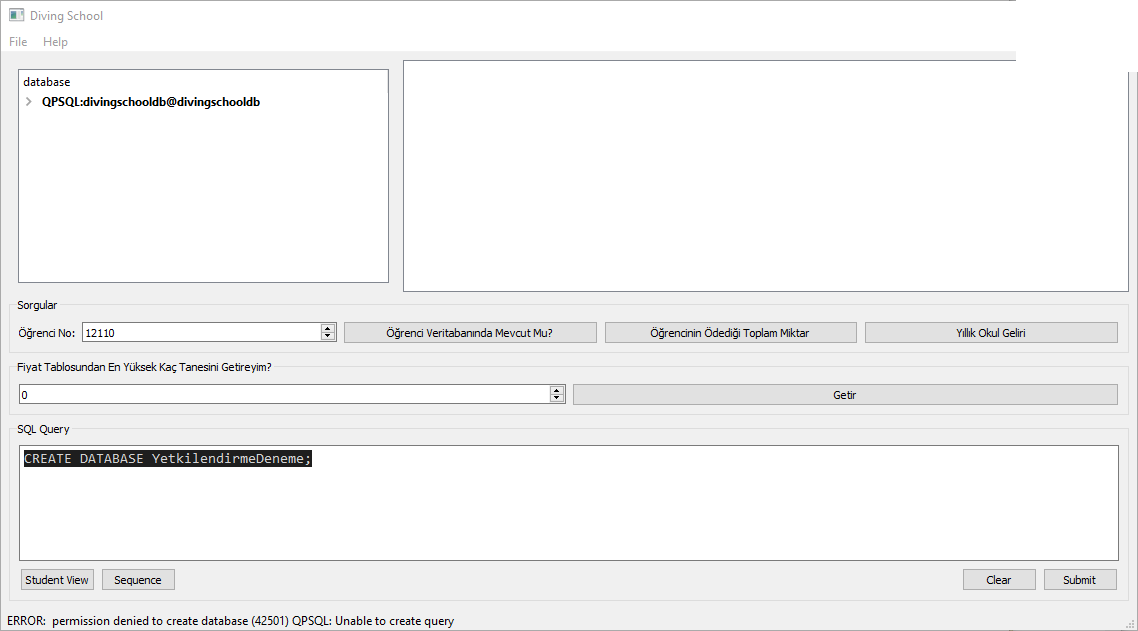 Diving School
File Help
database
QPSQL:divingschooldb@divingschooldb
Sorgular
Öğrenci No: 12110 Öğrenci Veritabanında Mevcut Mu? Öğrencinin Ödediği Toplam Miktar Yıllık Okul Geliri
Fiyat Tablosundan En Yüksek Kaç Tanesini Getireyim?
0 Getir
SQL Query
CREATE DATABASE YetkilendirmeDeneme;
Student View Sequence Clear Submit
ERROR: permission denied to create database (42501) QPSQL: Unable to create query